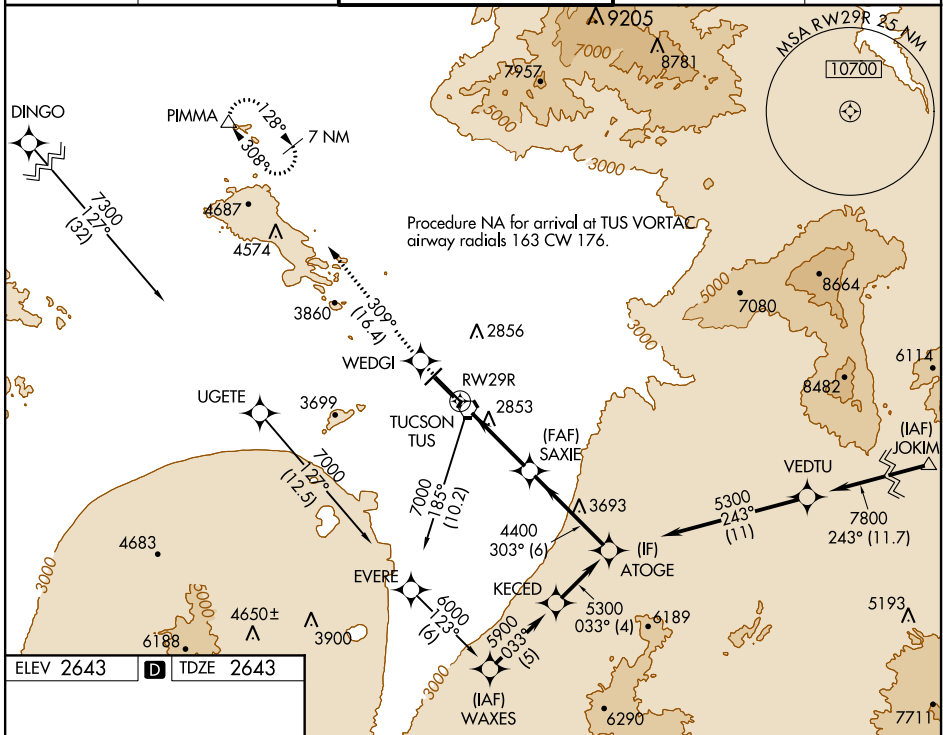 9205
7000
8781
7957
5000
3000
MSA RW29R 25 NM
10700
DINGO
PIMMA
128°
308°
7 NM
7300
127°
(32)
4687
4574
Procedure NA for arrival at TUS VORTAC
airway radials 163 CW 176.
309°
(16.4)
3860
5000
8664
7080
3000
2856
WEDGI
RW29R
6114
8482
UGETE
3699
TUCSON
TUS
2853
(FAF)
SAXIE
(IAF)
JOKIM
VEDTU
7000
127°
(12.5)
7000
185°
(10.2)
3693
5300
243°
(11)
7800
243° (11.7)
4400
303° (6)
(IF)
ATOGE
4683
3000
EVERE
KECED
5300
033° (4)
6000
123°
(6)
5900
033°
(5)
5000
4650±
3900
6188
6189
5193
3000
ELEV 2643
D
TDZE 2643
(IAF)
WAXES
6290
7711